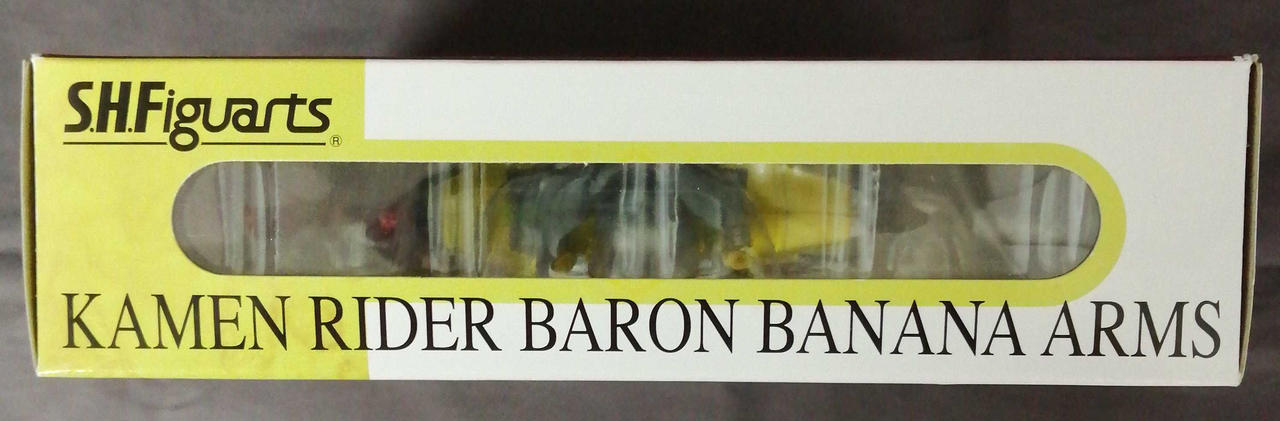 S.H.Figuarts®
KAMEN RIDER BARON BANANA ARMS